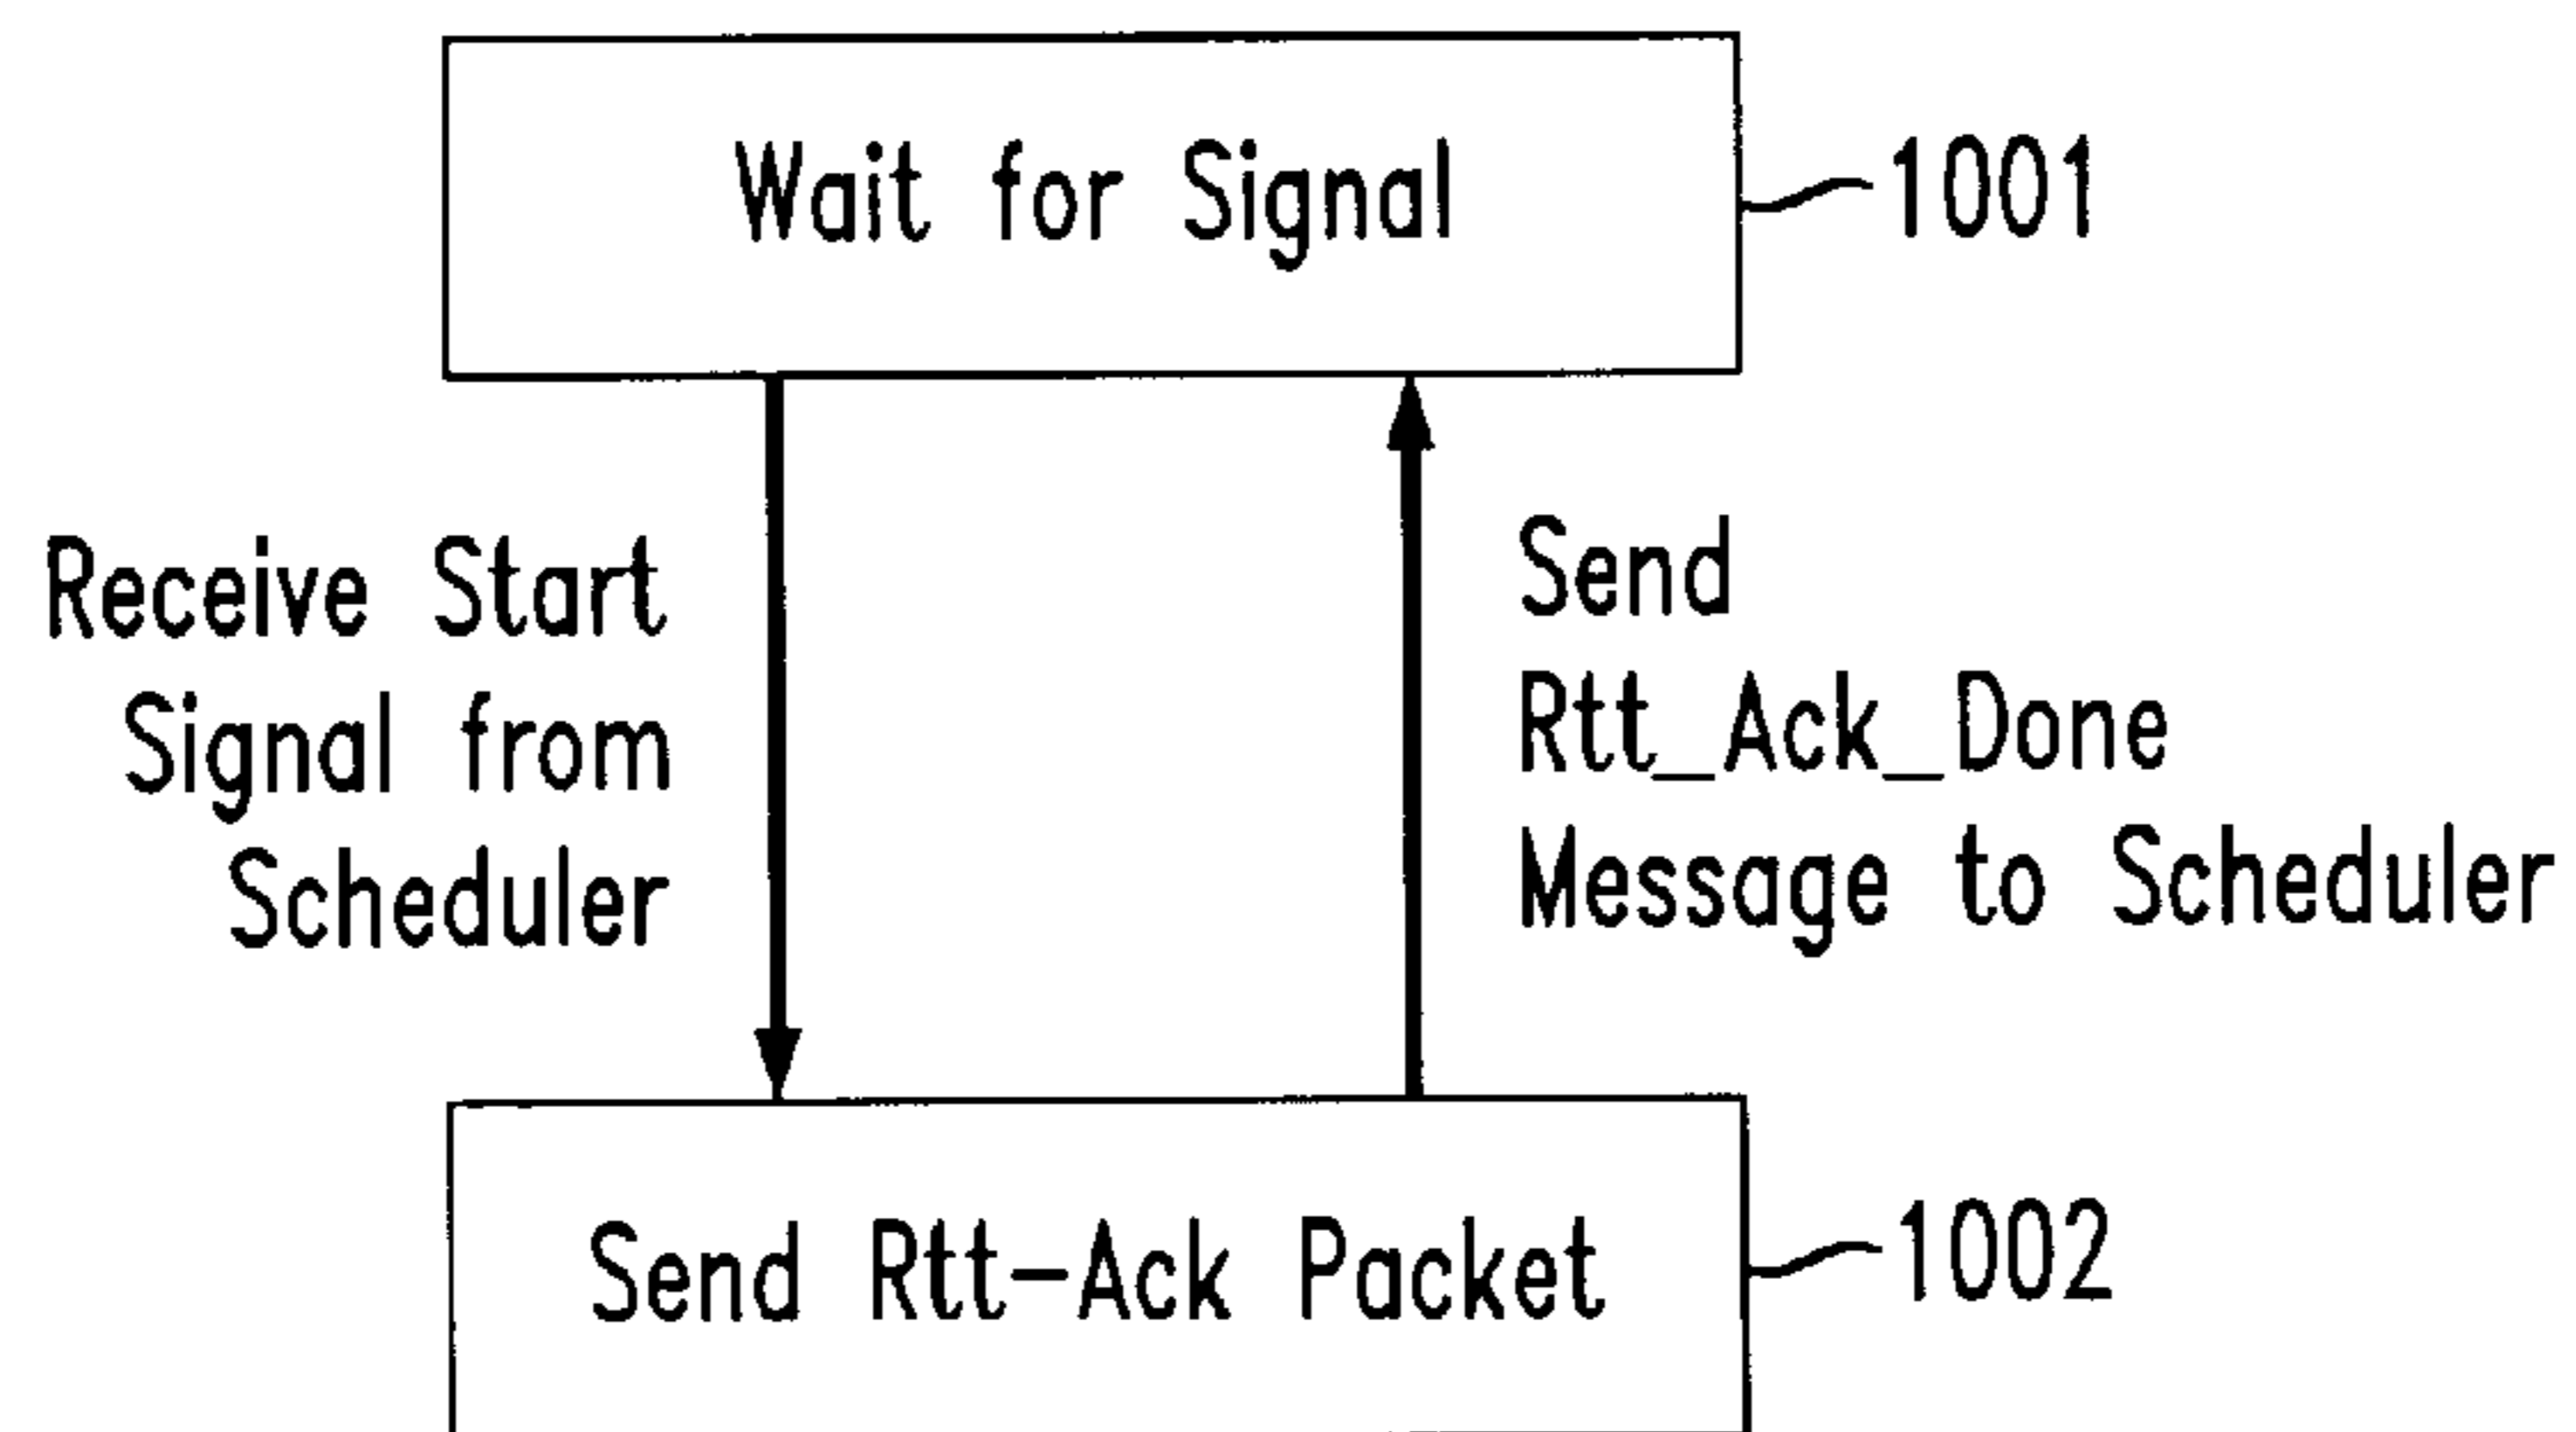 Wait for Signal
1001
Receive Start
Signal from
Scheduler
Send
Rtt_Ack_Done
Message to Scheduler
Send Rtt-Ack Packet
1002